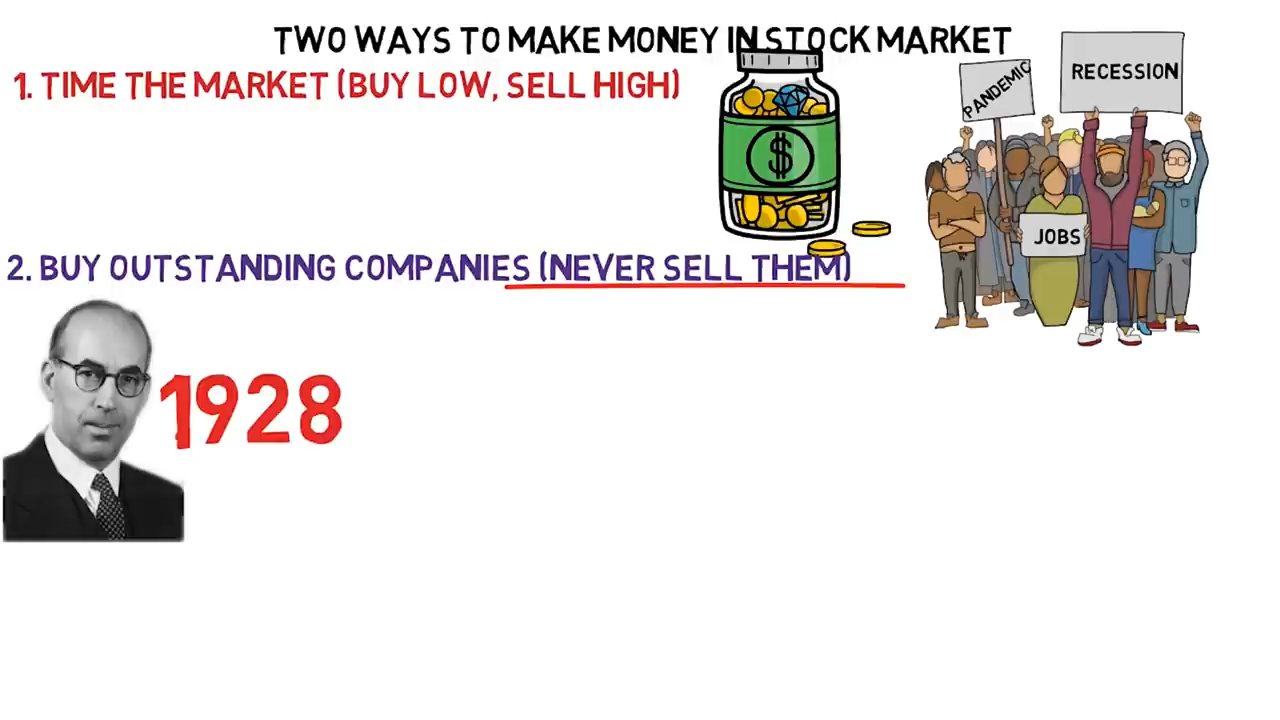 TWO WAYS TO MAKE MONEY IN STOCK MARKET
1. TIME THE MARKET (BUY LOW, SELL HIGH)
$
PANDEMIC
RECESSION
JOBS
2. BUY OUTSTANDING COMPANIES (NEVER SELL THEM)
1928